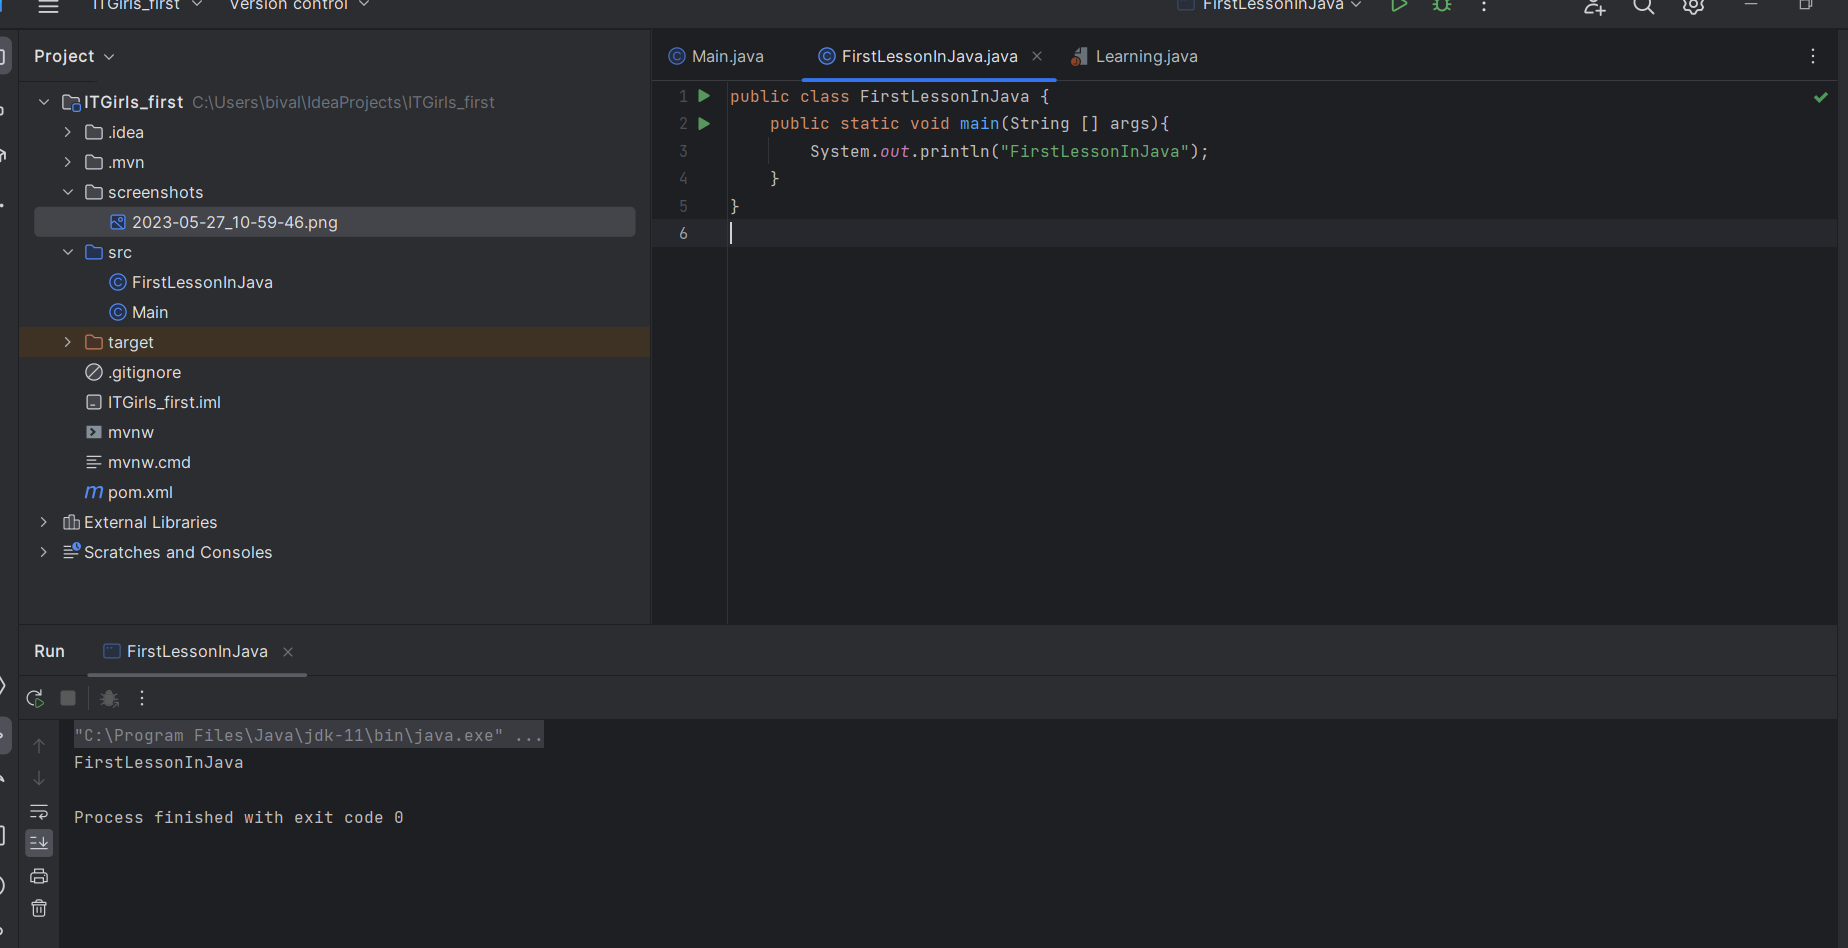 ITGirls_first Version control FirstLessonInJava
Project
ITGirls_first C:\Users\bival\IdeaProjects\ITGirls_first
.idea
.mvn
screenshots
2023-05-27_10-59-46.png
src
FirstLessonInJava
Main
target
.gitignore
ITGirls_first.iml
mvnw
mvnw.cmd
pom.xml
External Libraries
Scratches and Consoles
Main.java FirstLessonInJava.java Learning.java
1 public class FirstLessonInJava {
2 public static void main(String [] args){
3 System.out.println("FirstLessonInJava");
4 }
5 }
6
Run FirstLessonInJava
"C:\Program Files\Java\jdk-11\bin\java.exe" ...
FirstLessonInJava
Process finished with exit code 0